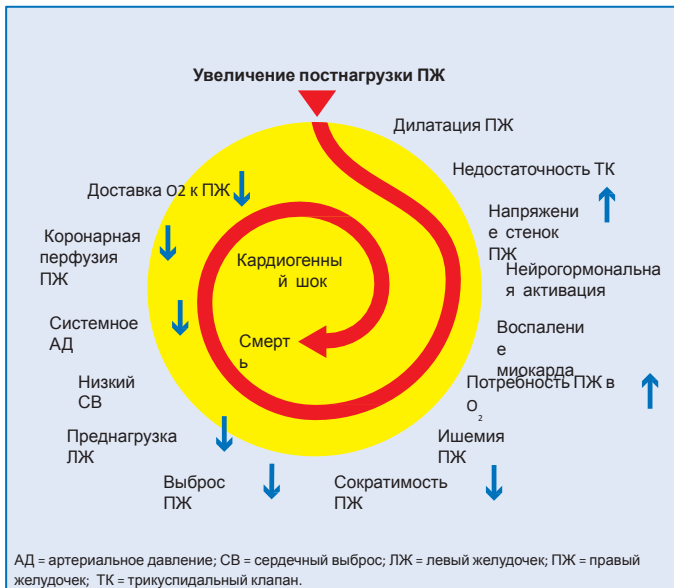 Увеличение постнагрузки ПЖ
Дилатация ПЖ
Недостаточность ТК
Напряжени
е стенок
ПЖ
Нейрогормональна
я активация
Воспалени
е
миокарда
Потребность ПЖ в
O
2
Ишемия
ПЖ
Сократимость
ПЖ
Выброс
ПЖ
Преднагрузка
ЛЖ
Низкий
СВ
Системное
АД
Коронарная
перфузия
ПЖ
Доставка O2 к ПЖ
Кардиогенны
й шок
Смерт
ь
АД = артериальное давление; СВ = сердечный выброс; ЛЖ = левый желудочек; ПЖ = правый
желудочек; ТК = трикуспидальный клапан.